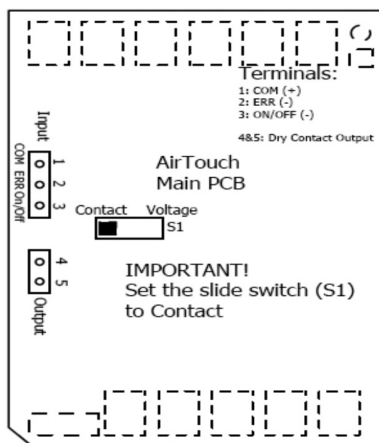 Terminals:
1: COM (+)
2: ERR (-)
3: ON/OFF (-)
4&5: Dry Contact Output
Input
COM ERR On/Off
1
2
3
AirTouch
Main PCB
Contact Voltage
S1
4
5
Output
IMPORTANT!
Set the slide switch (S1)
to Contact